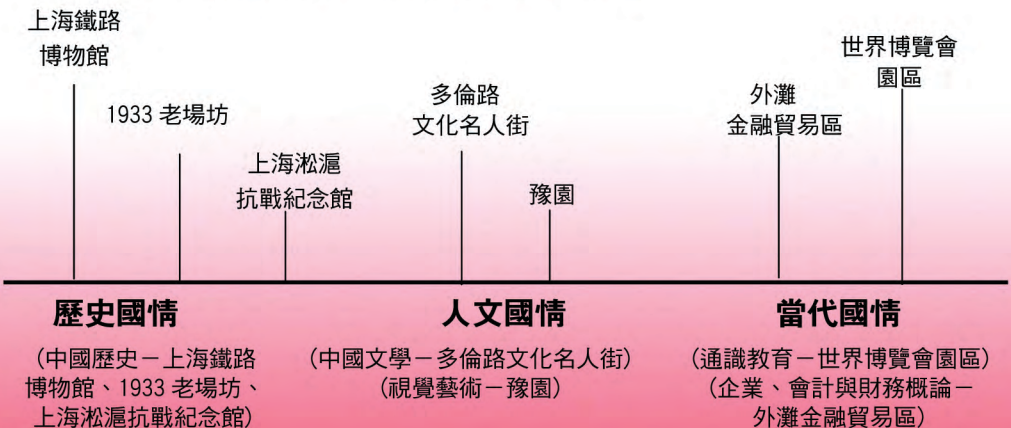 上海鐵路
博物館
1933 老場坊
上海淞滬
抗戰紀念館
多倫路
文化名人街
豫園
外灘
金融貿易區
世界博覽會
園區
歷史國情
(中國歷史－上海鐵路
博物館、1933 老場坊、
上海淞滬抗戰紀念館)
人文國情
(中國文學－多倫路文化名人街)
(視覺藝術－豫園)
當代國情
(通識教育－世界博覽會園區)
(企業、會計與財務概論－
外灘金融貿易區)